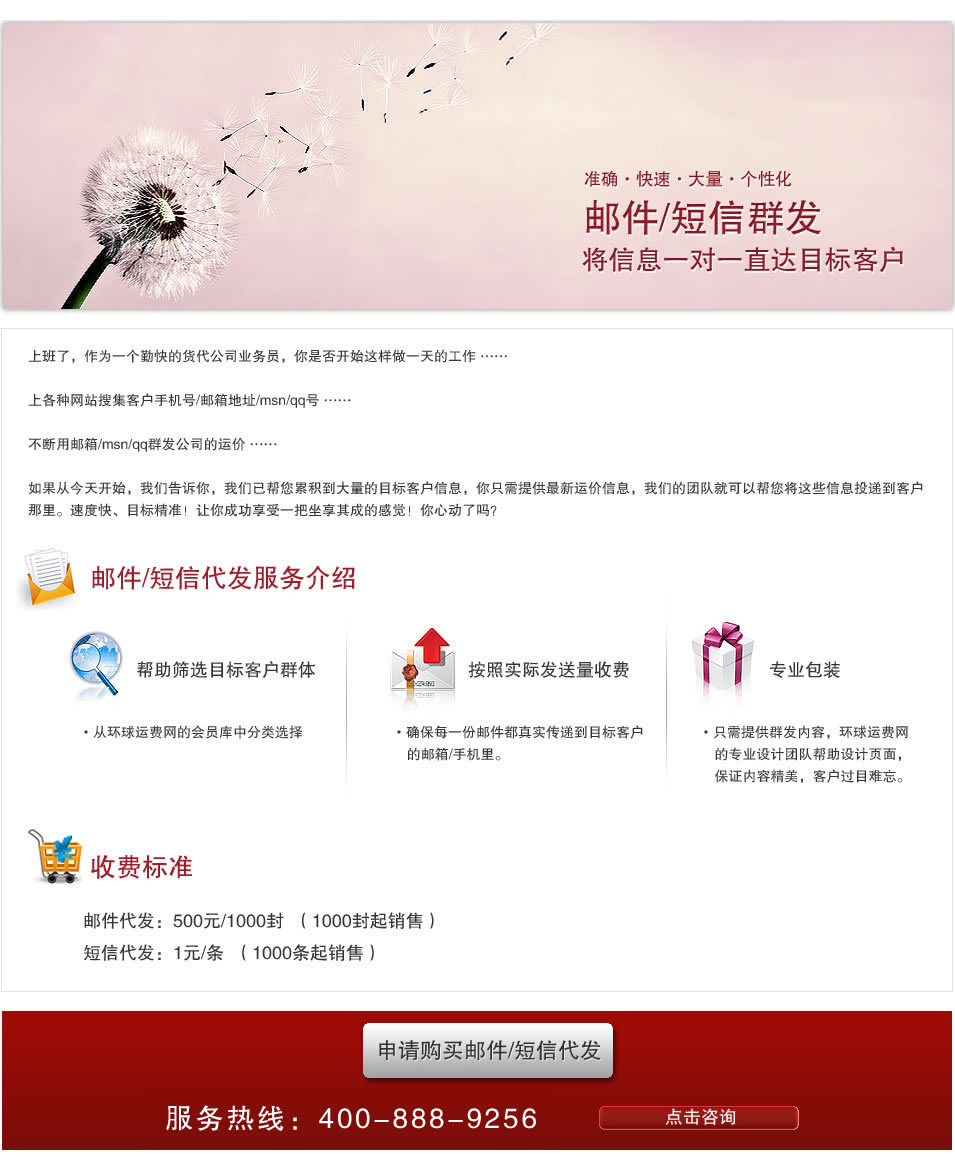 准确·快速·大量·个性化
邮件/短信群发
将信息一对一直达目标客户
上班了，作为一个勤快的货代公司业务员，你是否开始这样做一天的工作 ……
上各种网站搜集客户手机号/邮箱地址/msn/qq号 ……
不断用邮箱/msn/qq群发公司的运价 ……
如果从今天开始，我们告诉你，我们已帮您累积到大量的目标客户信息，你只需提供最新运价信息，我们的团队就可以帮您将这些信息投递到客户
那里。速度快、目标精准！让你成功享受一把坐享其成的感觉！你心动了吗?
邮件/短信代发服务介绍
帮助筛选目标客户群体
·从环球运费网的会员库中分类选择
按照实际发送量收费
·确保每一份邮件都真实传递到目标客户
的邮箱/手机里。
专业包装
·只需提供群发内容，环球运费网
的专业设计团队帮助设计页面，
保证内容精美，客户过目难忘。
收费标准
邮件代发：500元/1000封 （1000封起销售）
短信代发：1元/条 （1000条起销售）
申请购买邮件/短信代发
服务热线：400-888-9256
点击咨询